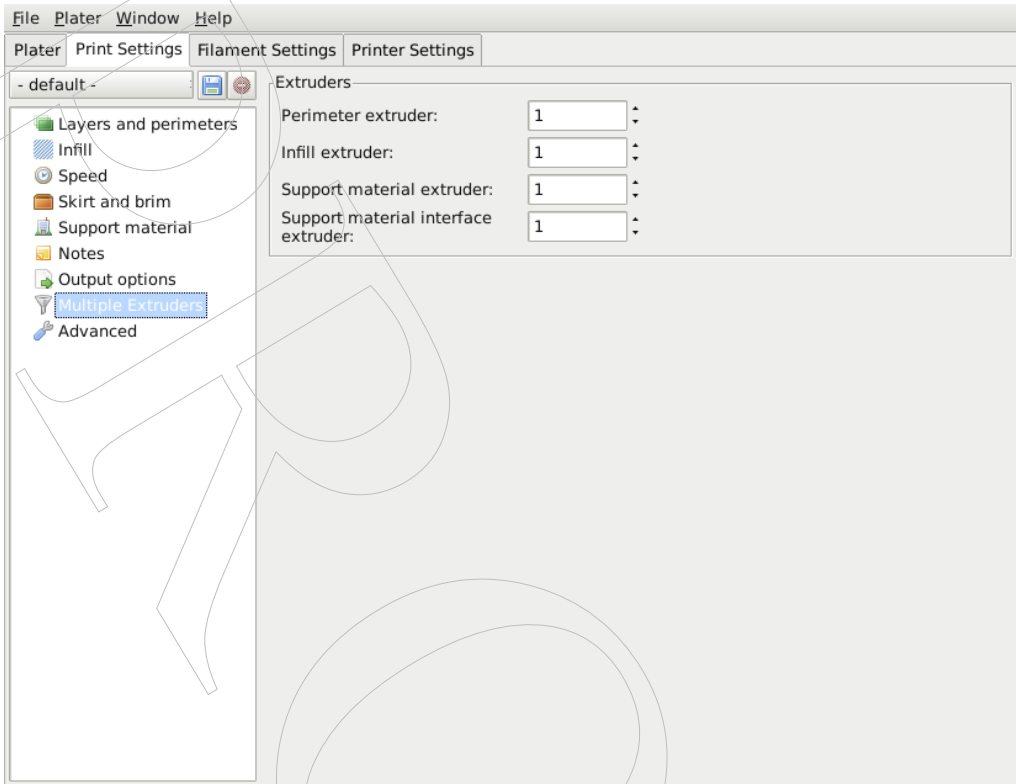 File Plater Window Help
Plater Print Settings Filament Settings Printer Settings
- default -
Layers and perimeters
Infill
Speed
Skirt and brim
Support material
Notes
Output options
Multiple Extruders
Advanced
Extruders
Perimeter extruder: 1
Infill extruder: 1
Support material extruder: 1
Support material interface
extruder: 1